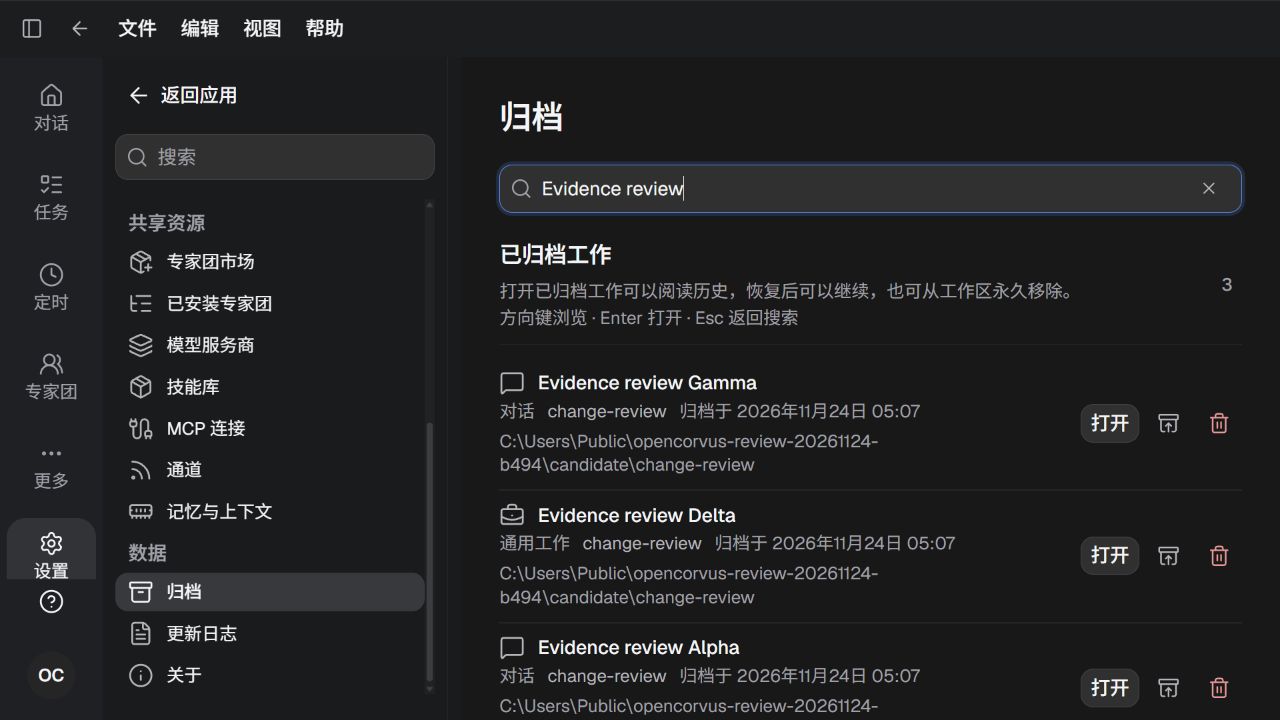 文件 编辑 视图 帮助
对话
任务
定时
专家团
更多
设置
OC
返回应用
搜索
共享资源
专家团市场
已安装专家团
模型服务商
技能库
MCP 连接
通道
记忆与上下文
数据
归档
更新日志
关于
归档
Evidence review
已归档工作
打开已归档工作可以阅读历史，恢复后可以继续，也可从工作区永久移除。
3
方向键浏览 · Enter 打开 · Esc 返回搜索
Evidence review Gamma
对话 change-review 归档于 2026年11月24日 05:07
C:\Users\Public\opencorvus-review-20261124-
b494\candidate\change-review
打开
Evidence review Delta
通用工作 change-review 归档于 2026年11月24日 05:07
C:\Users\Public\opencorvus-review-20261124-
b494\candidate\change-review
打开
Evidence review Alpha
对话 change-review 归档于 2026年11月24日 05:07
C:\Users\Public\opencorvus-review-20261124-
打开